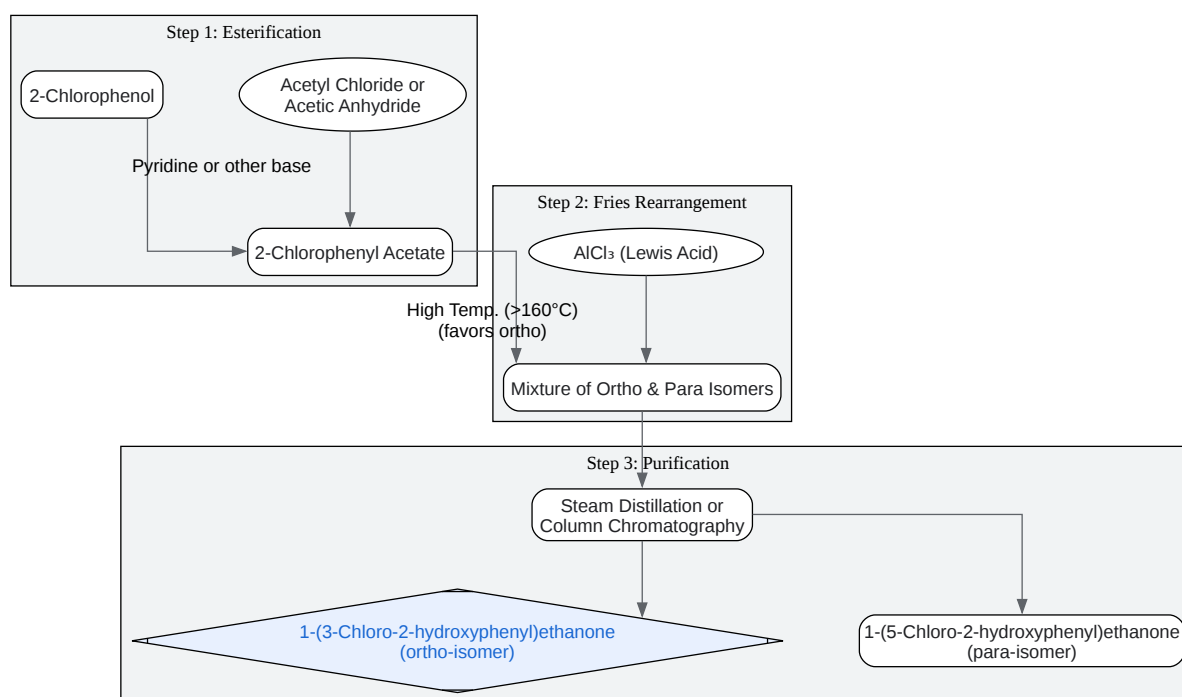 Step 1: Esterification
2-Chlorophenol
Acetyl Chloride or
Acetic Anhydride
Pyridine or other base
2-Chlorophenyl Acetate
Step 2: Fries Rearrangement
AlCl₃ (Lewis Acid)
High Temp. (>160°C)
(favors ortho)
Mixture of Ortho & Para Isomers
Step 3: Purification
Steam Distillation or
Column Chromatography
1-(3-Chloro-2-hydroxyphenyl)ethanone
(ortho-isomer)
1-(5-Chloro-2-hydroxyphenyl)ethanone
(para-isomer)